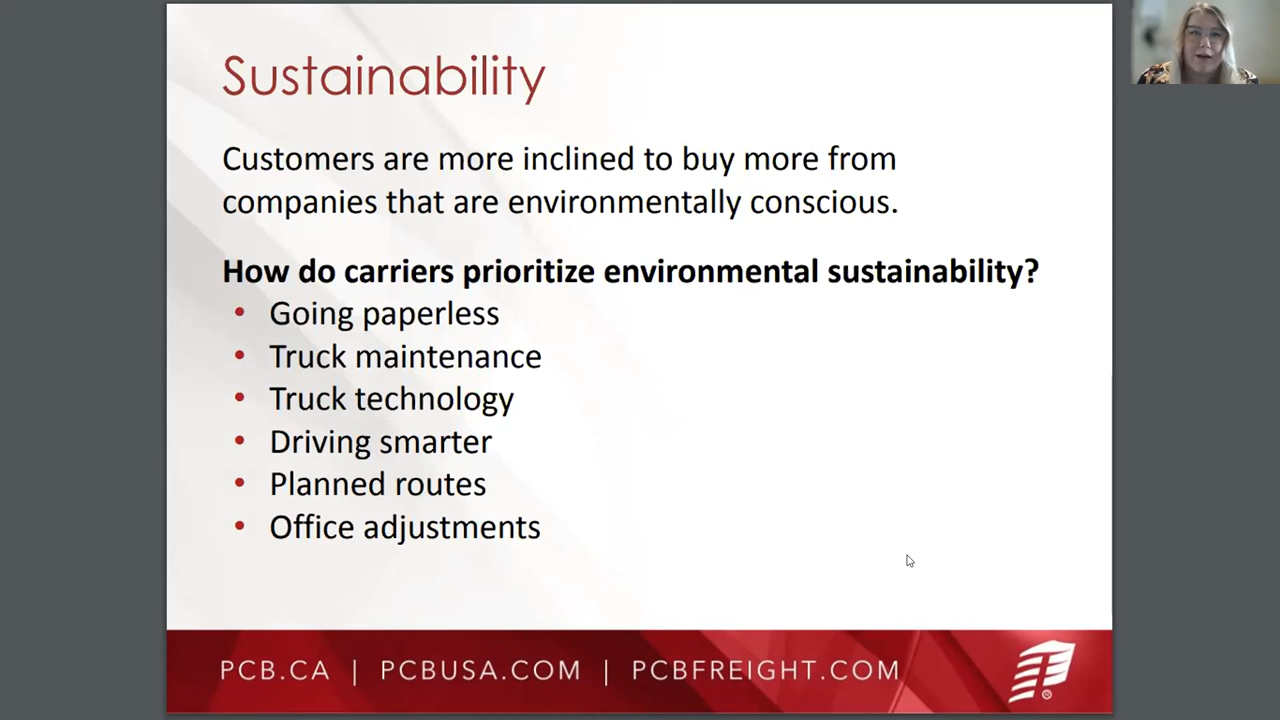 Sustainability
Customers are more inclined to buy more from
companies that are environmentally conscious.
How do carriers prioritize environmental sustainability?
• Going paperless
• Truck maintenance
• Truck technology
• Driving smarter
• Planned routes
• Office adjustments
PCB.CA | PCBUSA.COM | PCBFREIGHT.COM
®